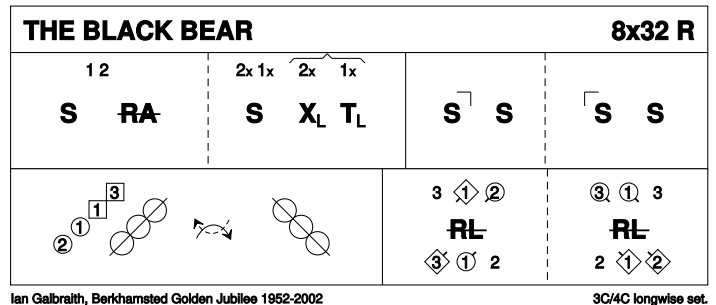 THE BLACK BEAR 8x32 R
1 2 2x 1x 2x 1x
S RA S XL TL S S S S
3 1 2 3 1 3
1
1
2
RL RL
3 1 2 2 1 2
Ian Galbraith, Berkhamsted Golden Jubilee 1952-2002 3C/4C longwise set.